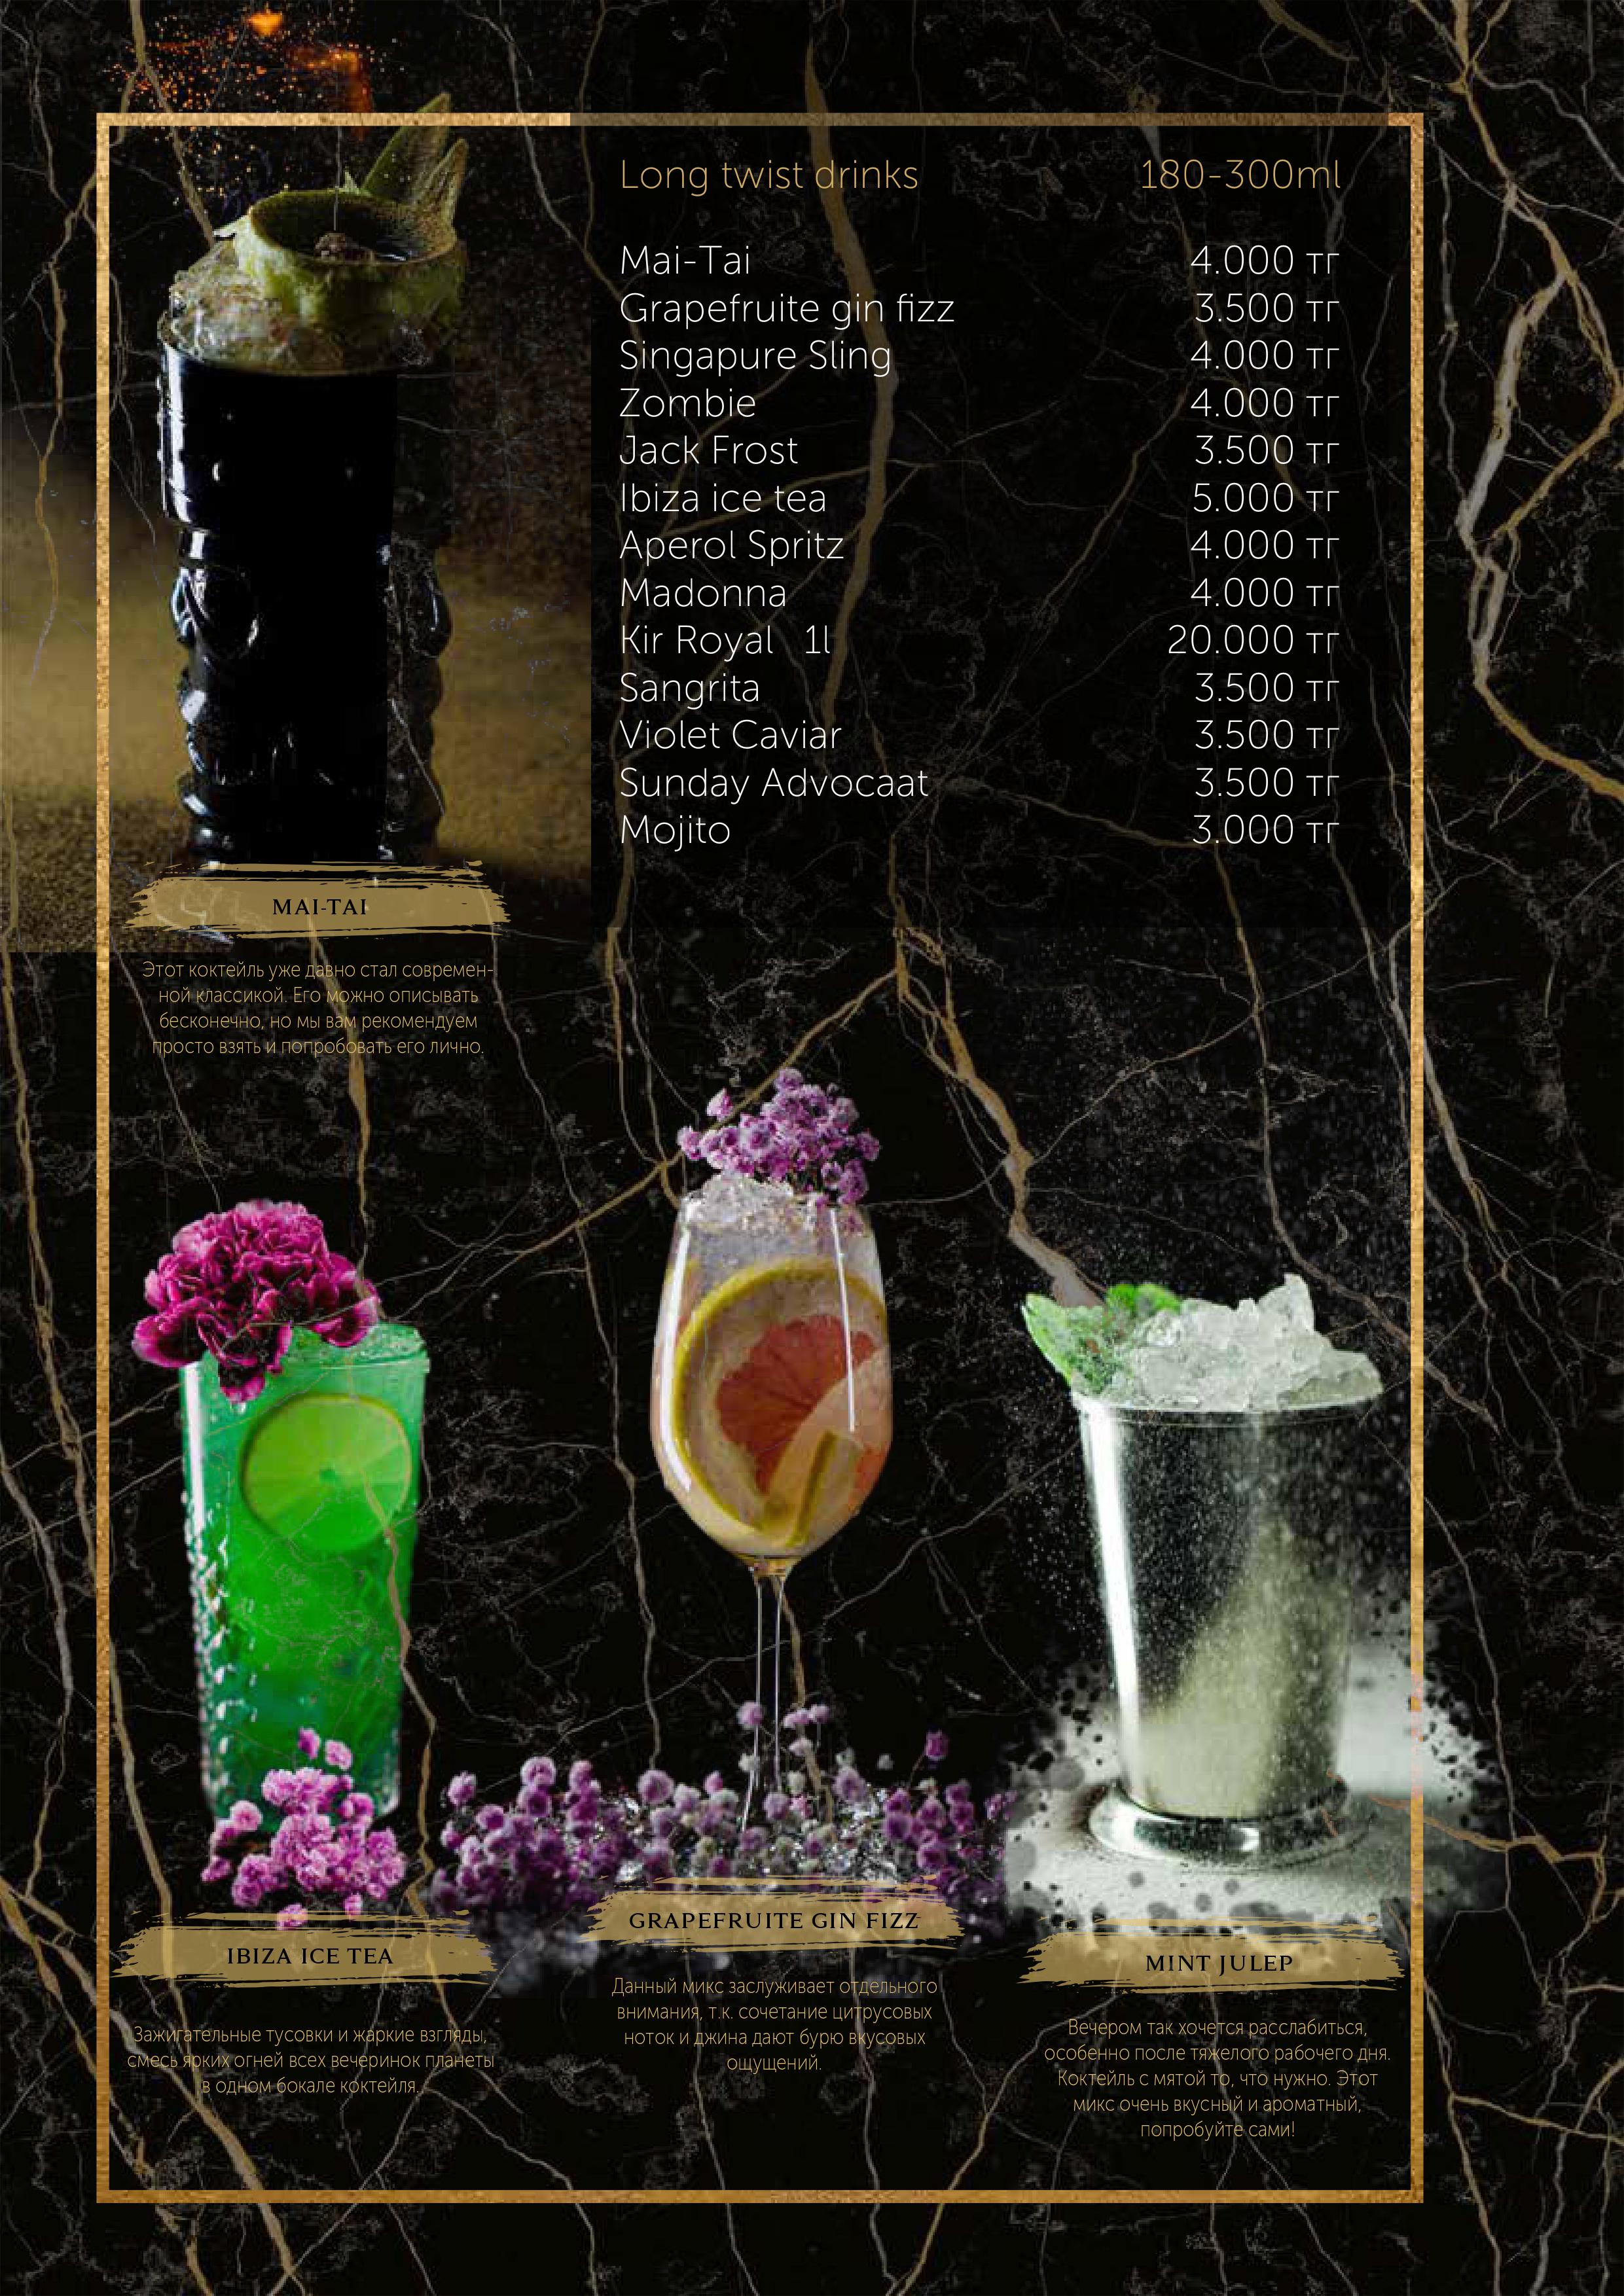 Long twist drinks 180-300ml
Mai-Tai 4.000 тг
Grapefruite gin fizz 3.500 тг
Singapure Sling 4.000 тг
Zombie 4.000 тг
Jack Frost 3.500 тг
Ibiza ice tea 5.000 тг
Aperol Spritz 4.000 тг
Madonna 4.000 тг
Kir Royal 1l 20.000 тг
Sangrita 3.500 тг
Violet Caviar 3.500 тг
Sunday Advocaat 3.500 тг
Mojito 3.000 тг
MAI-TAI
Этот коктейль уже давно стал современ-
ной классикой. Его можно описывать
бесконечно, но мы вам рекомендуем
просто взять и попробовать его лично.
IBIZA ICE TEA
Зажигательные тусовки и жаркие взгляды,
смесь ярких огней всех вечеринок планеты
в одном бокале коктейля.
GRAPEFRUITE GIN FIZZ
Данный микс заслуживает отдельного
внимания, т.к. сочетание цитрусовых
ноток и джина дают бурю вкусовых
ощущений.
MINT JULEP
Вечером так хочется расслабиться,
особенно после тяжелого рабочего дня.
Коктейль с мятой то, что нужно. Этот
микс очень вкусный и ароматный,
попробуйте сами!